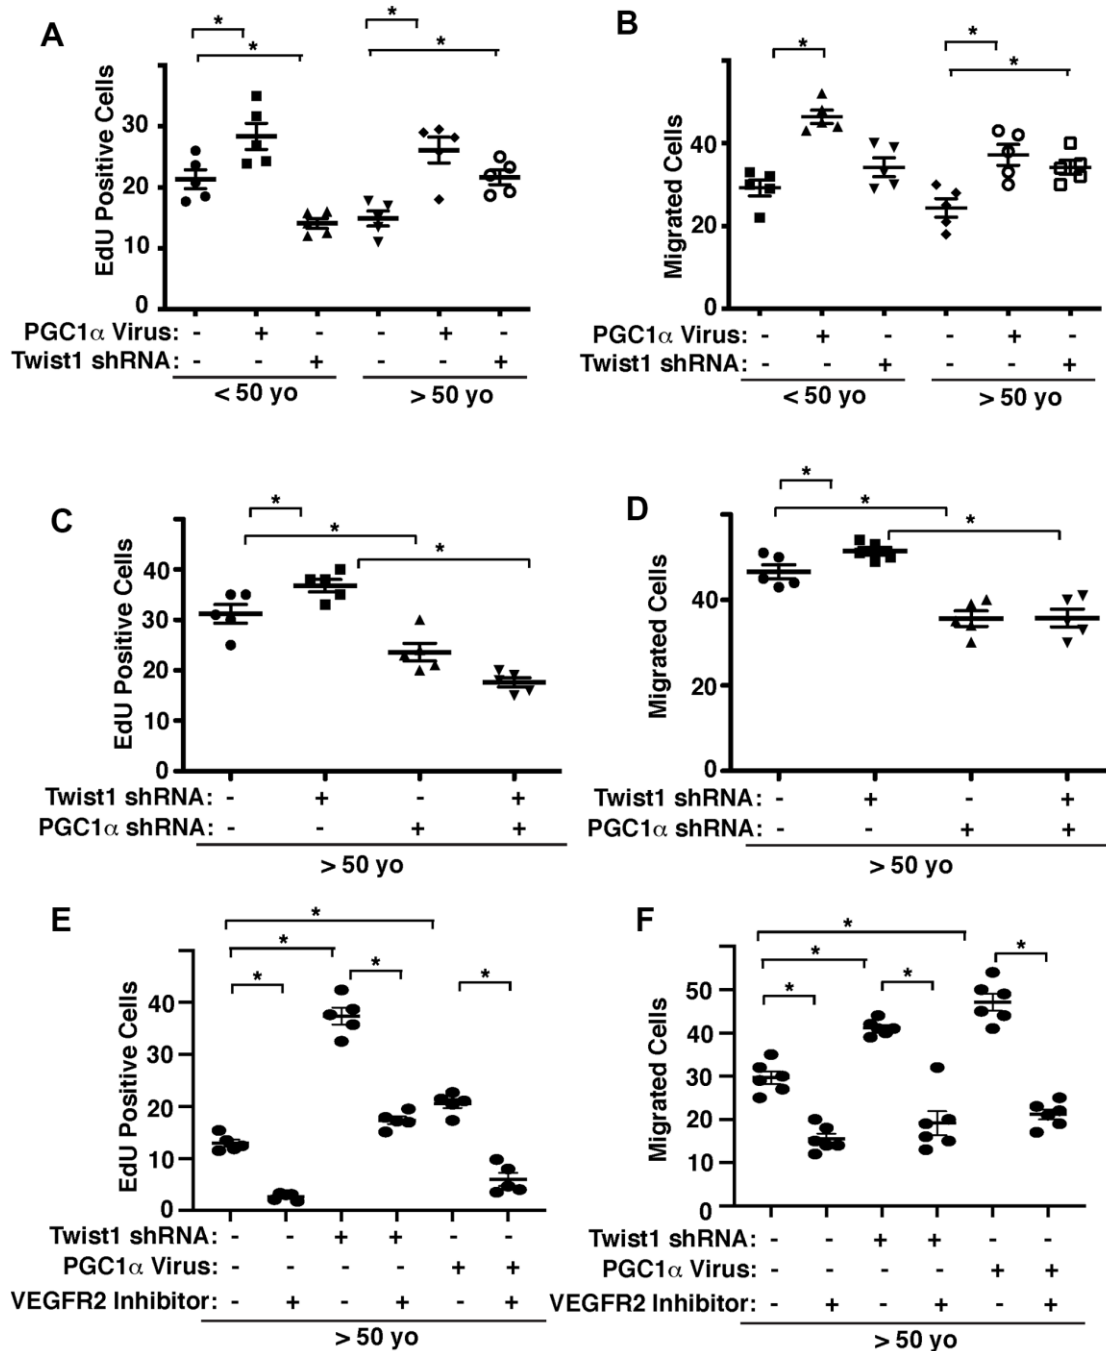 A
B
* * * *
* * *
EdU Positive Cells
30
20
10
0
Migrated Cells
40
20
0
PGC1α Virus: - + - - + -
Twist1 shRNA: - - + - - +
< 50 yo > 50 yo
PGC1α Virus: - + - - + -
Twist1 shRNA: - - + - - +
< 50 yo > 50 yo
C
D
* * *
* * *
EdU Positive Cells
40
30
20
10
0
Migrated Cells
40
20
0
Twist1 shRNA: - + - +
PGC1α shRNA: - - + +
> 50 yo
Twist1 shRNA: - + - +
PGC1α shRNA: - - + +
> 50 yo
E
F
* * * * *
* * * * *
EdU Positive Cells
40
30
20
10
0
Migrated Cells
50
40
30
20
10
0
Twist1 shRNA: - - + + - -
PGC1α Virus: - - - - + +
VEGFR2 Inhibitor: - + - + - +
> 50 yo
Twist1 shRNA: - - + + - -
PGC1α Virus: - - - - + +
VEGFR2 Inhibitor: - + - + - +
> 50 yo